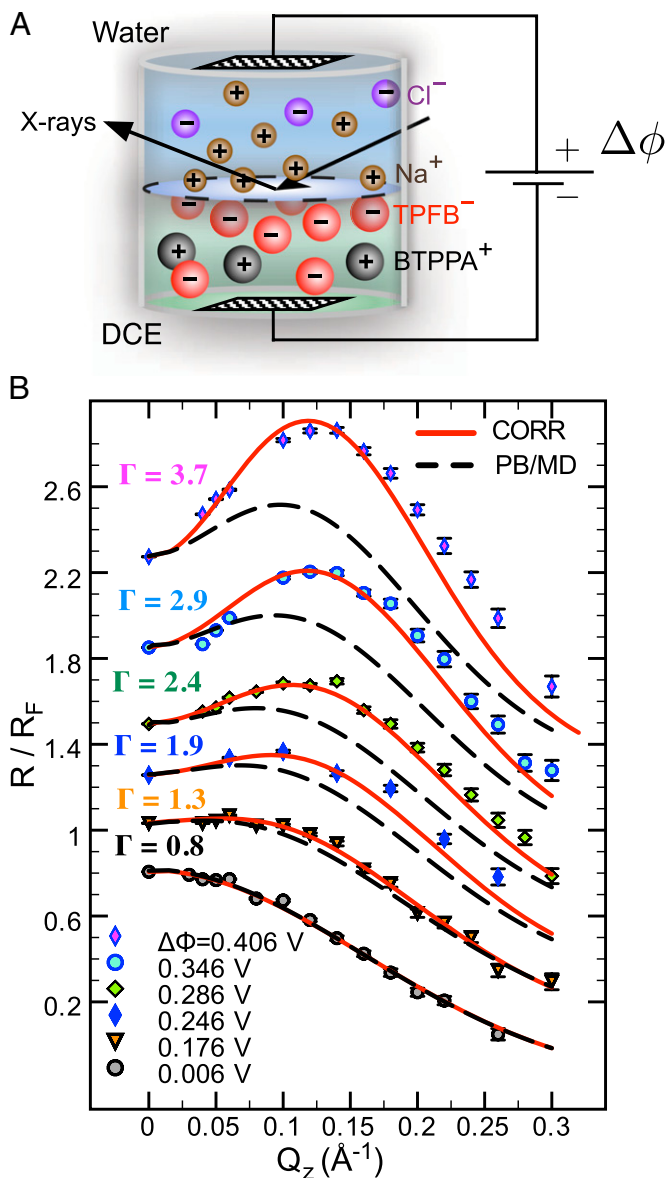 A
Water
Cl⁻
X-rays
Na⁺
TPFB⁻
BTPPA⁺
DCE
+
−
Δϕ
B
CORR
PB/MD
Γ = 3.7
Γ = 2.9
Γ = 2.4
Γ = 1.9
Γ = 1.3
Γ = 0.8
R / R_F
2.6
2.2
1.8
1.4
1
0.6
0.2
ΔΦ=0.406 V
0.346 V
0.286 V
0.246 V
0.176 V
0.006 V
0 0.05 0.1 0.15 0.2 0.25 0.3
Q_z (Å⁻¹)